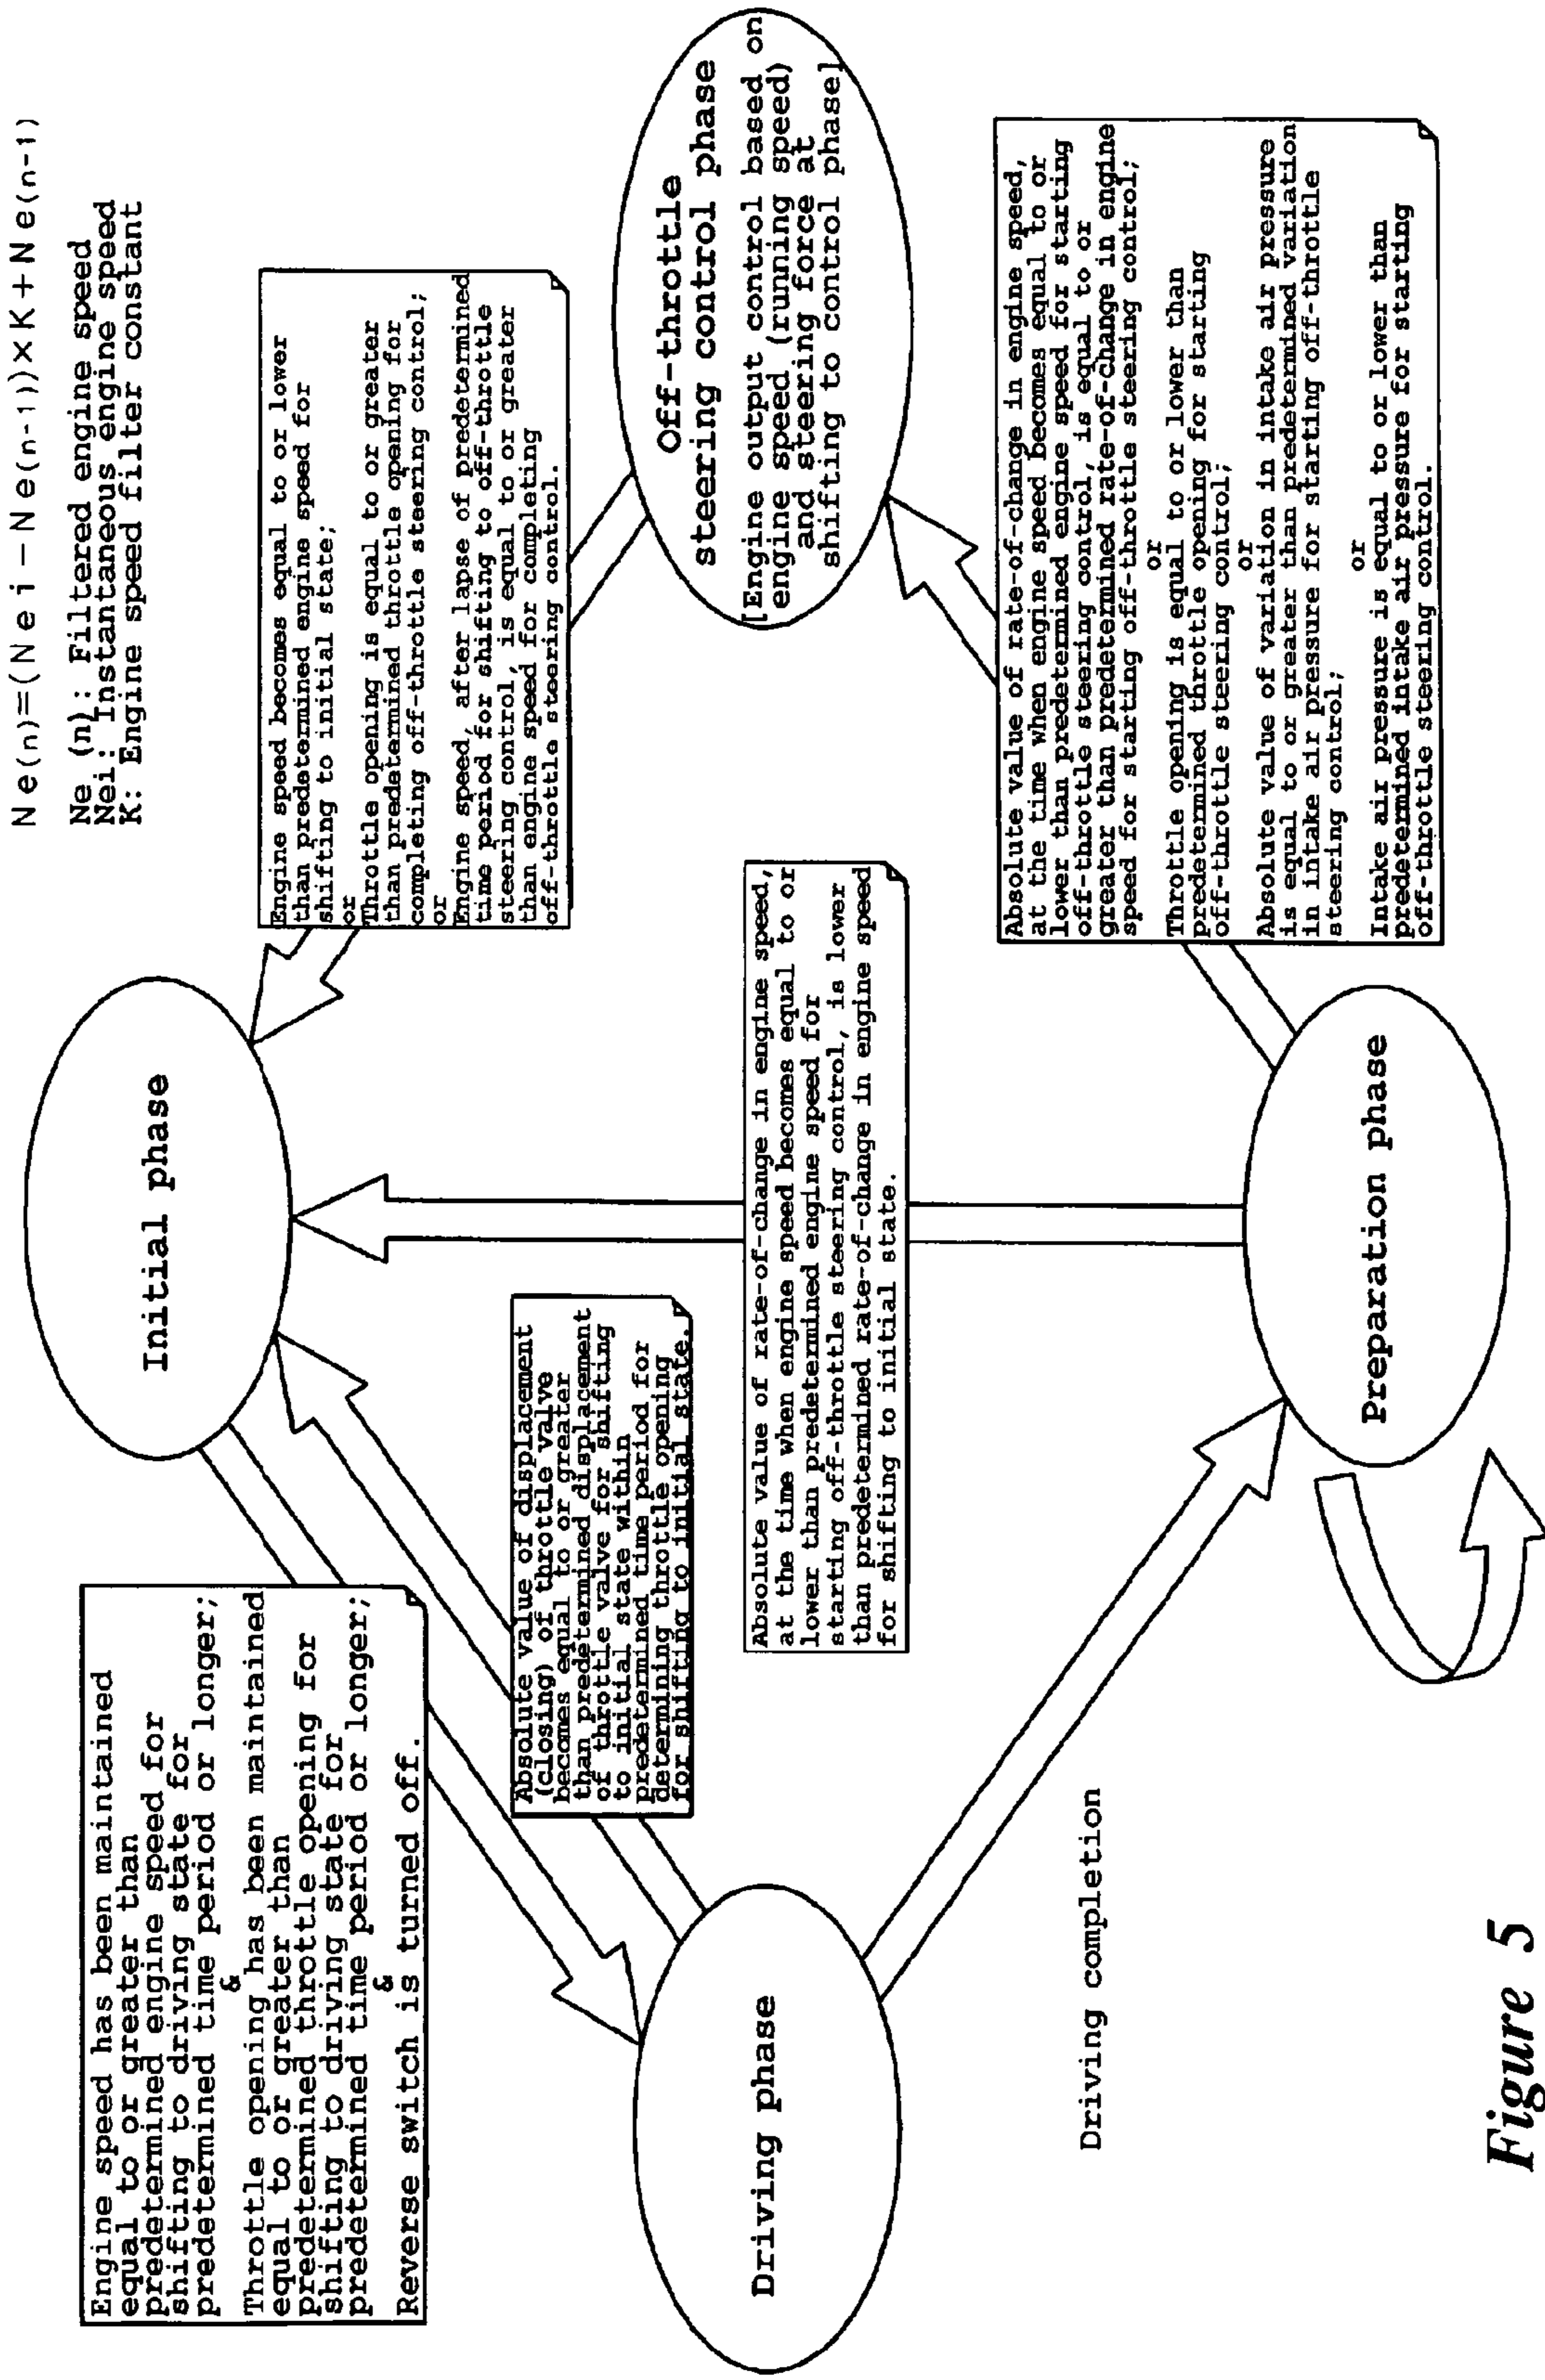 Ne(n)=(Nei-Ne(n-1))×K+Ne(n-1)
Ne (n): Filtered engine speed
Nei: Instantaneous engine speed
K: Engine speed filter constant
Initial phase
Engine speed has been maintained
equal to or greater than
predetermined engine speed for
shifting to driving state for
predetermined time period or longer;
&
Throttle opening has been maintained
equal to or greater than
predetermined throttle opening for
shifting to driving state for
predetermined time period or longer;
&
Reverse switch is turned off.
Engine speed becomes equal to or lower
than predetermined engine speed for
shifting to initial state;
or
Throttle opening is equal to or greater
than predetermined throttle opening for
completing off-throttle steering control;
or
Engine speed, after lapse of predetermined
time period for shifting to off-throttle
steering control, is equal to or greater
than engine speed for completing
off-throttle steering control.
Absolute value of displacement
(closing) of throttle valve
becomes equal to or greater
than predetermined displacement
of throttle valve for shifting
to initial state within
predetermined time period for
determining throttle opening
for shifting to initial state.
Driving phase
Off-throttle
steering control phase
[Engine output control based on
engine speed (running speed)
and steering force at
shifting to control phase]
Absolute value of rate-of-change in engine speed,
at the time when engine speed becomes equal to or
lower than predetermined engine speed for
starting off-throttle steering control, is lower
than predetermined rate-of-change in engine speed
for shifting to initial state.
Absolute value of rate-of-change in engine speed,
at the time when engine speed becomes equal to or
lower than predetermined engine speed for starting
off-throttle steering control, is equal to or
greater than predetermined rate-of-change in engine
speed for starting off-throttle steering control;
or
Throttle opening is equal to or lower than
predetermined throttle opening for starting
off-throttle steering control;
or
Absolute value of variation in intake air pressure
is equal to or greater than predetermined variation
in intake air pressure for starting off-throttle
steering control;
or
Intake air pressure is equal to or lower than
predetermined intake air pressure for starting
off-throttle steering control.
Driving completion
Preparation phase
Figure 5